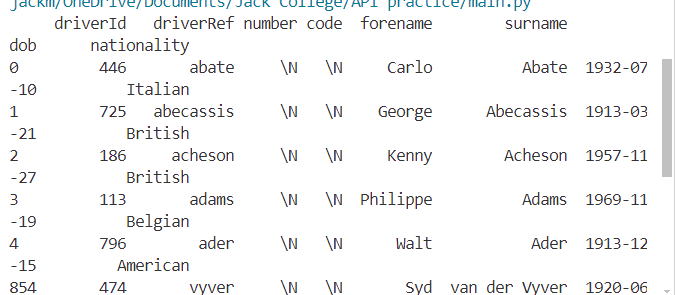 jackm/OneDrive/Documents/Jack College/API practice/main.py
driverId driverRef number code forename surname
dob nationality
0 446 abate \N \N Carlo Abate 1932-07
-10 Italian
1 725 abecassis \N \N George Abecassis 1913-03
-21 British
2 186 acheson \N \N Kenny Acheson 1957-11
-27 British
3 113 adams \N \N Philippe Adams 1969-11
-19 Belgian
4 796 ader \N \N Walt Ader 1913-12
-15 American
854 474 vyver \N \N Syd van der Vyver 1920-06